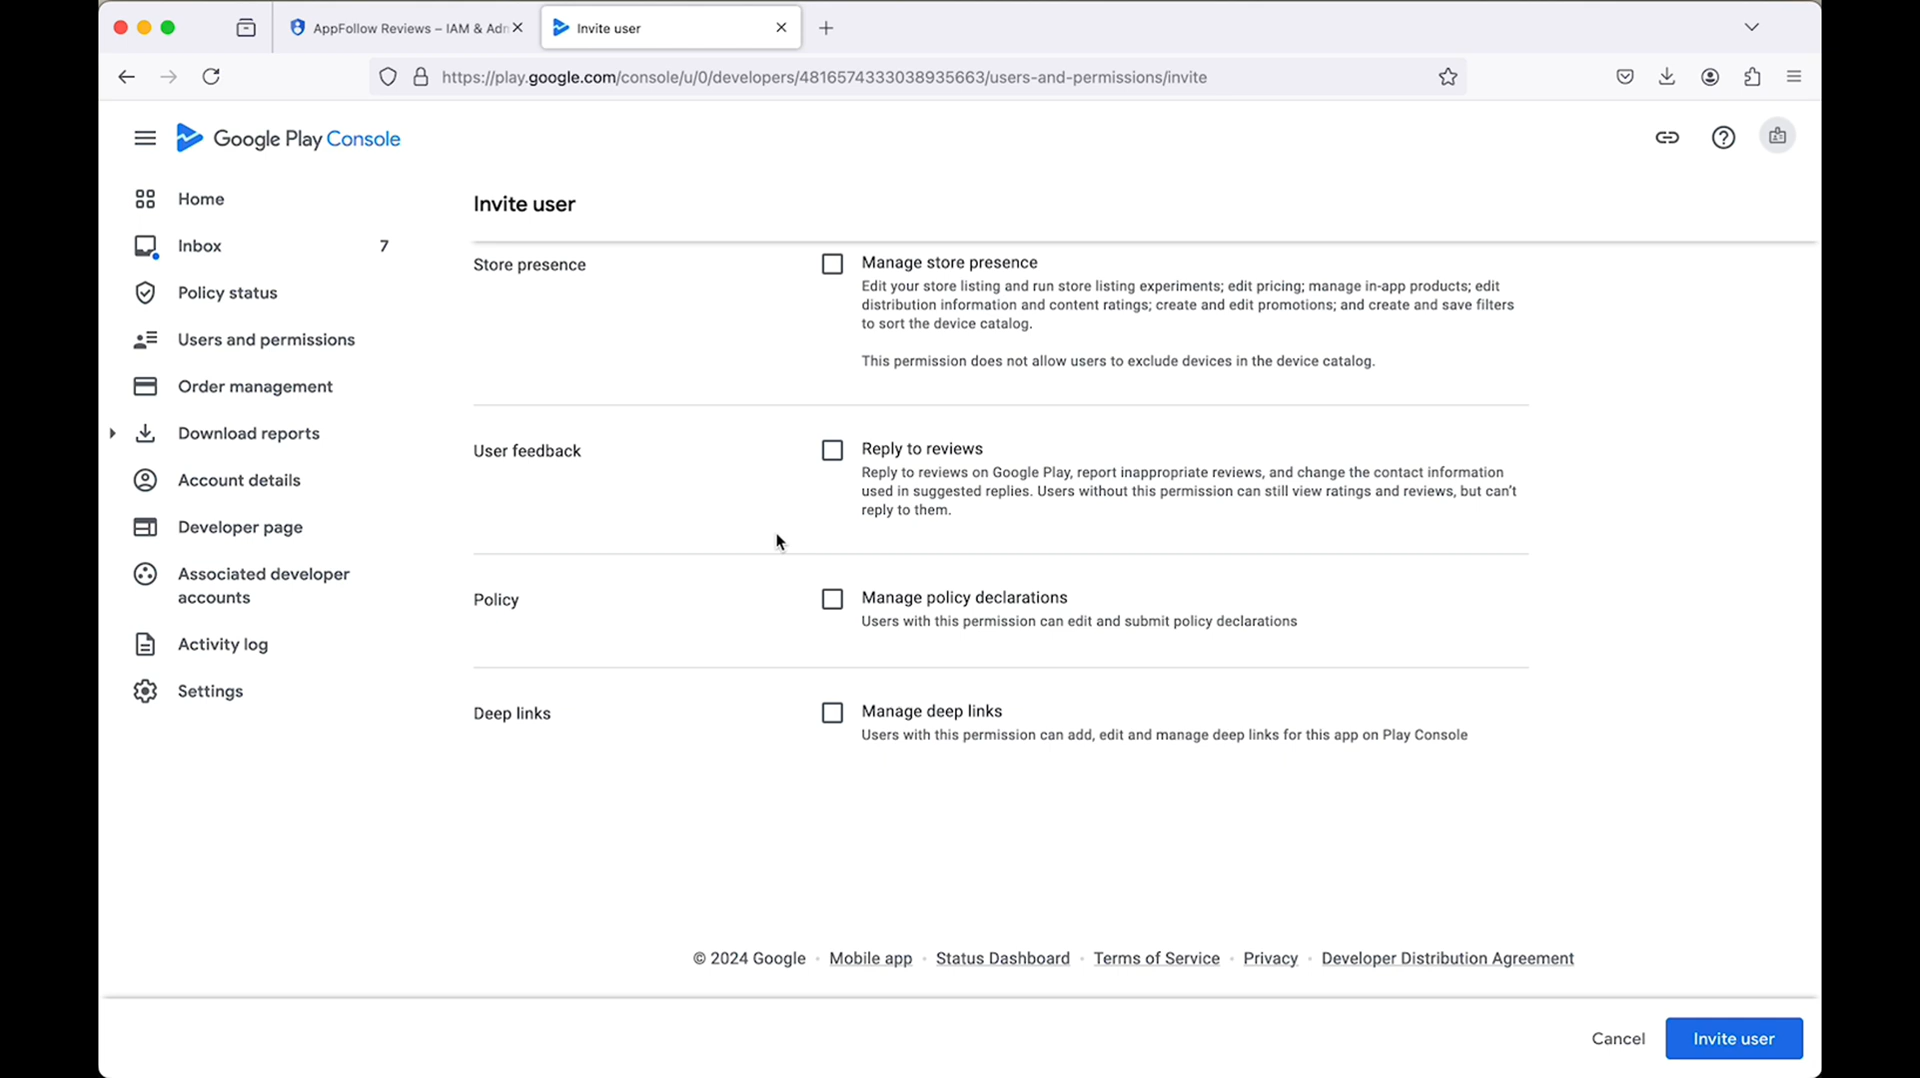 AppFollow Reviews – IAM & Adn
Invite user
https://play.google.com/console/u/0/developers/4816574333038935663/users-and-permissions/invite
Google Play Console
Home
Inbox 7
Policy status
Users and permissions
Order management
Download reports
Account details
Developer page
Associated developer
accounts
Activity log
Settings
Invite user
Store presence
Manage store presence
Edit your store listing and run store listing experiments; edit pricing; manage in-app products; edit
distribution information and content ratings; create and edit promotions; and create and save filters
to sort the device catalog.
This permission does not allow users to exclude devices in the device catalog.
User feedback
Reply to reviews
Reply to reviews on Google Play, report inappropriate reviews, and change the contact information
used in suggested replies. Users without this permission can still view ratings and reviews, but can't
reply to them.
Policy
Manage policy declarations
Users with this permission can edit and submit policy declarations
Deep links
Manage deep links
Users with this permission can add, edit and manage deep links for this app on Play Console
© 2024 Google · Mobile app · Status Dashboard · Terms of Service · Privacy · Developer Distribution Agreement
Cancel
Invite user